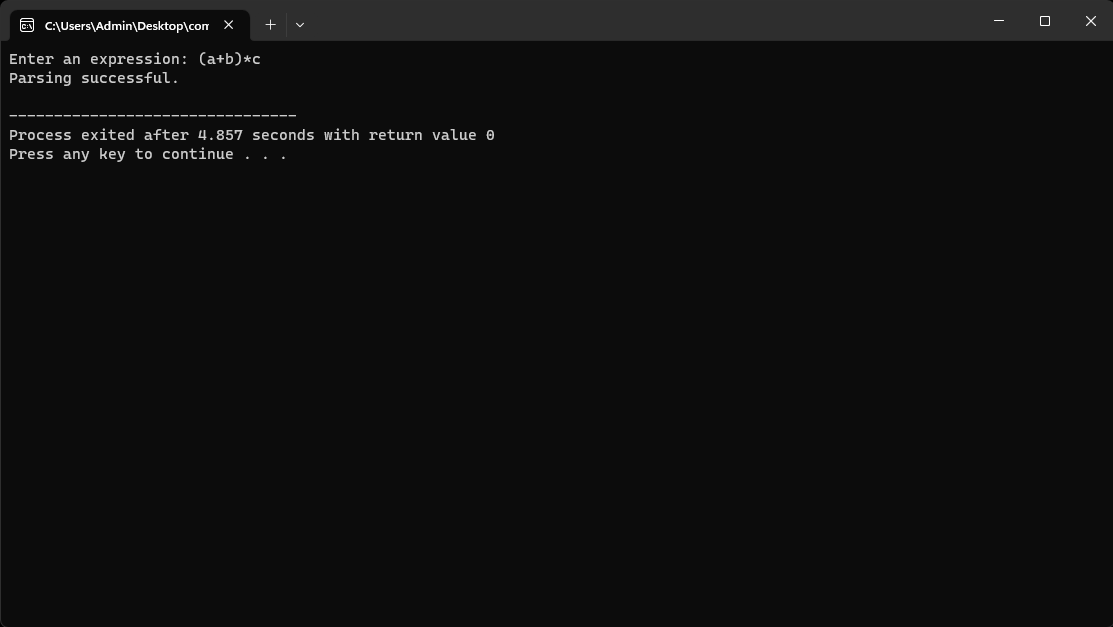 C:\Users\Admin\Desktop\com
Enter an expression: (a+b)*c
Parsing successful.
--------------------------------
Process exited after 4.857 seconds with return value 0
Press any key to continue . . .